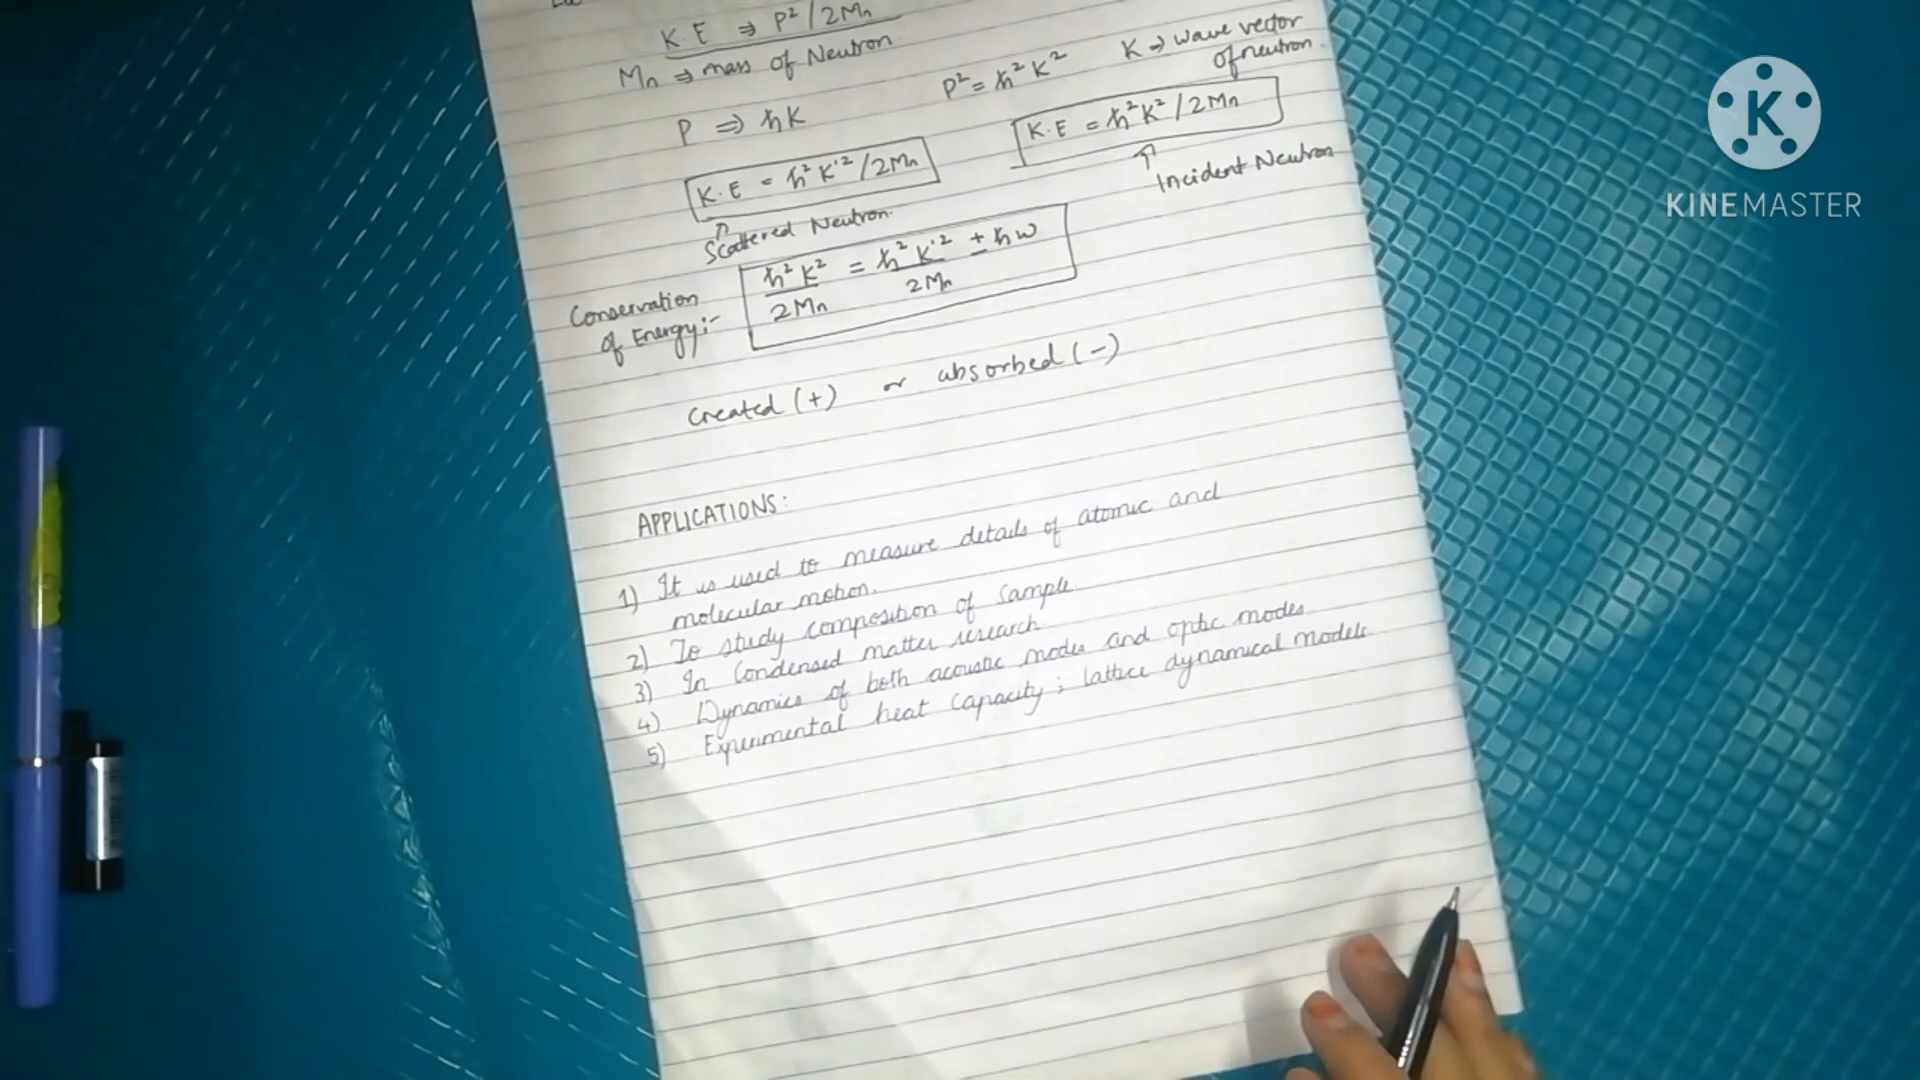 K.E ⇒ P²/2Mn
Mn ⇒ mass of Neutron
P ⇒ ℏK
P² = ℏ²K²
K → wave vector
of neutron.
K.E = ℏ²K²/2Mn
Incident Neutron
K.E = ℏ²K'²/2Mn
Scattered Neutron.
Conservation
of Energy:-
ℏ²K²/2Mn = ℏ²K'²/2Mn ± ℏω
Created (+) or absorbed (-)
APPLICATIONS:
1) It is used to measure details of atomic and
molecular motion.
2) To study composition of sample
3) In Condensed matter research
4) Dynamics of both acoustic modes and optic modes
5) Experimental heat capacity; lattice dynamical models
K
KINEMASTER